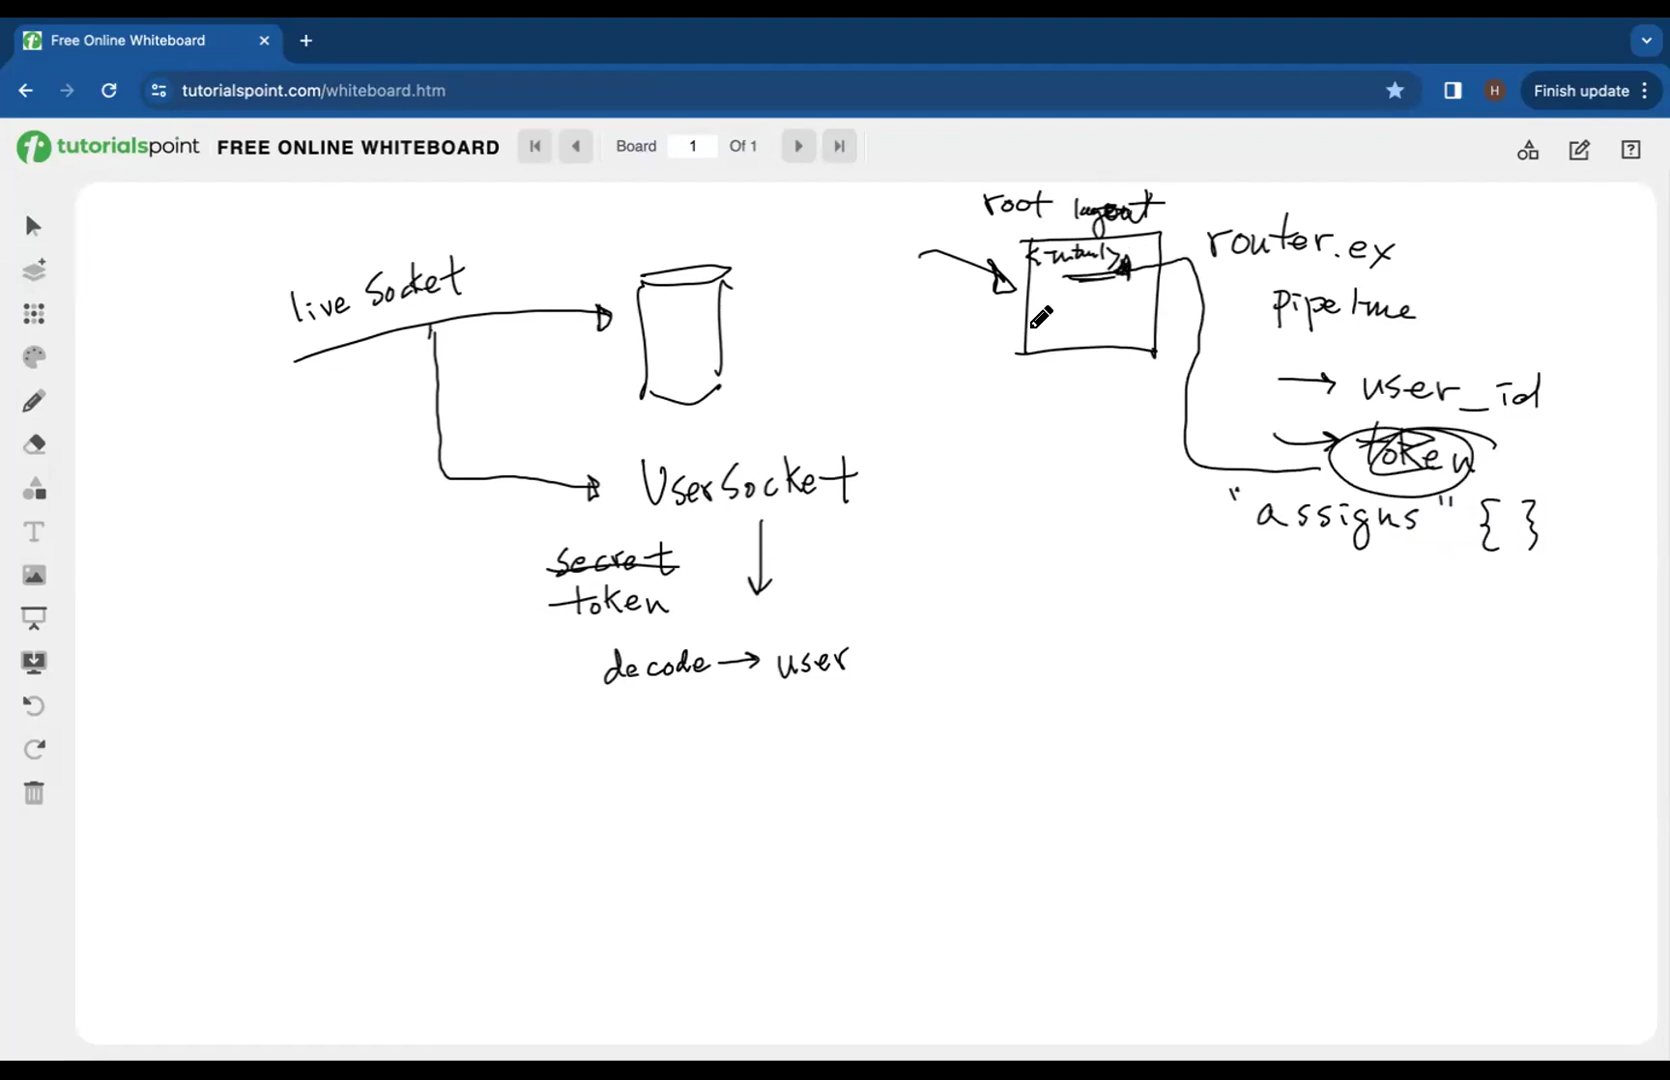 Free Online Whiteboard
tutorialspoint.com/whiteboard.htm
H
Finish update
tutorialspoint
FREE ONLINE WHITEBOARD
Board 1 Of 1
root layout
router.ex
pipeline
live Socket
user_id
token
"assigns" { }
UserSocket
secret
token
decode → user